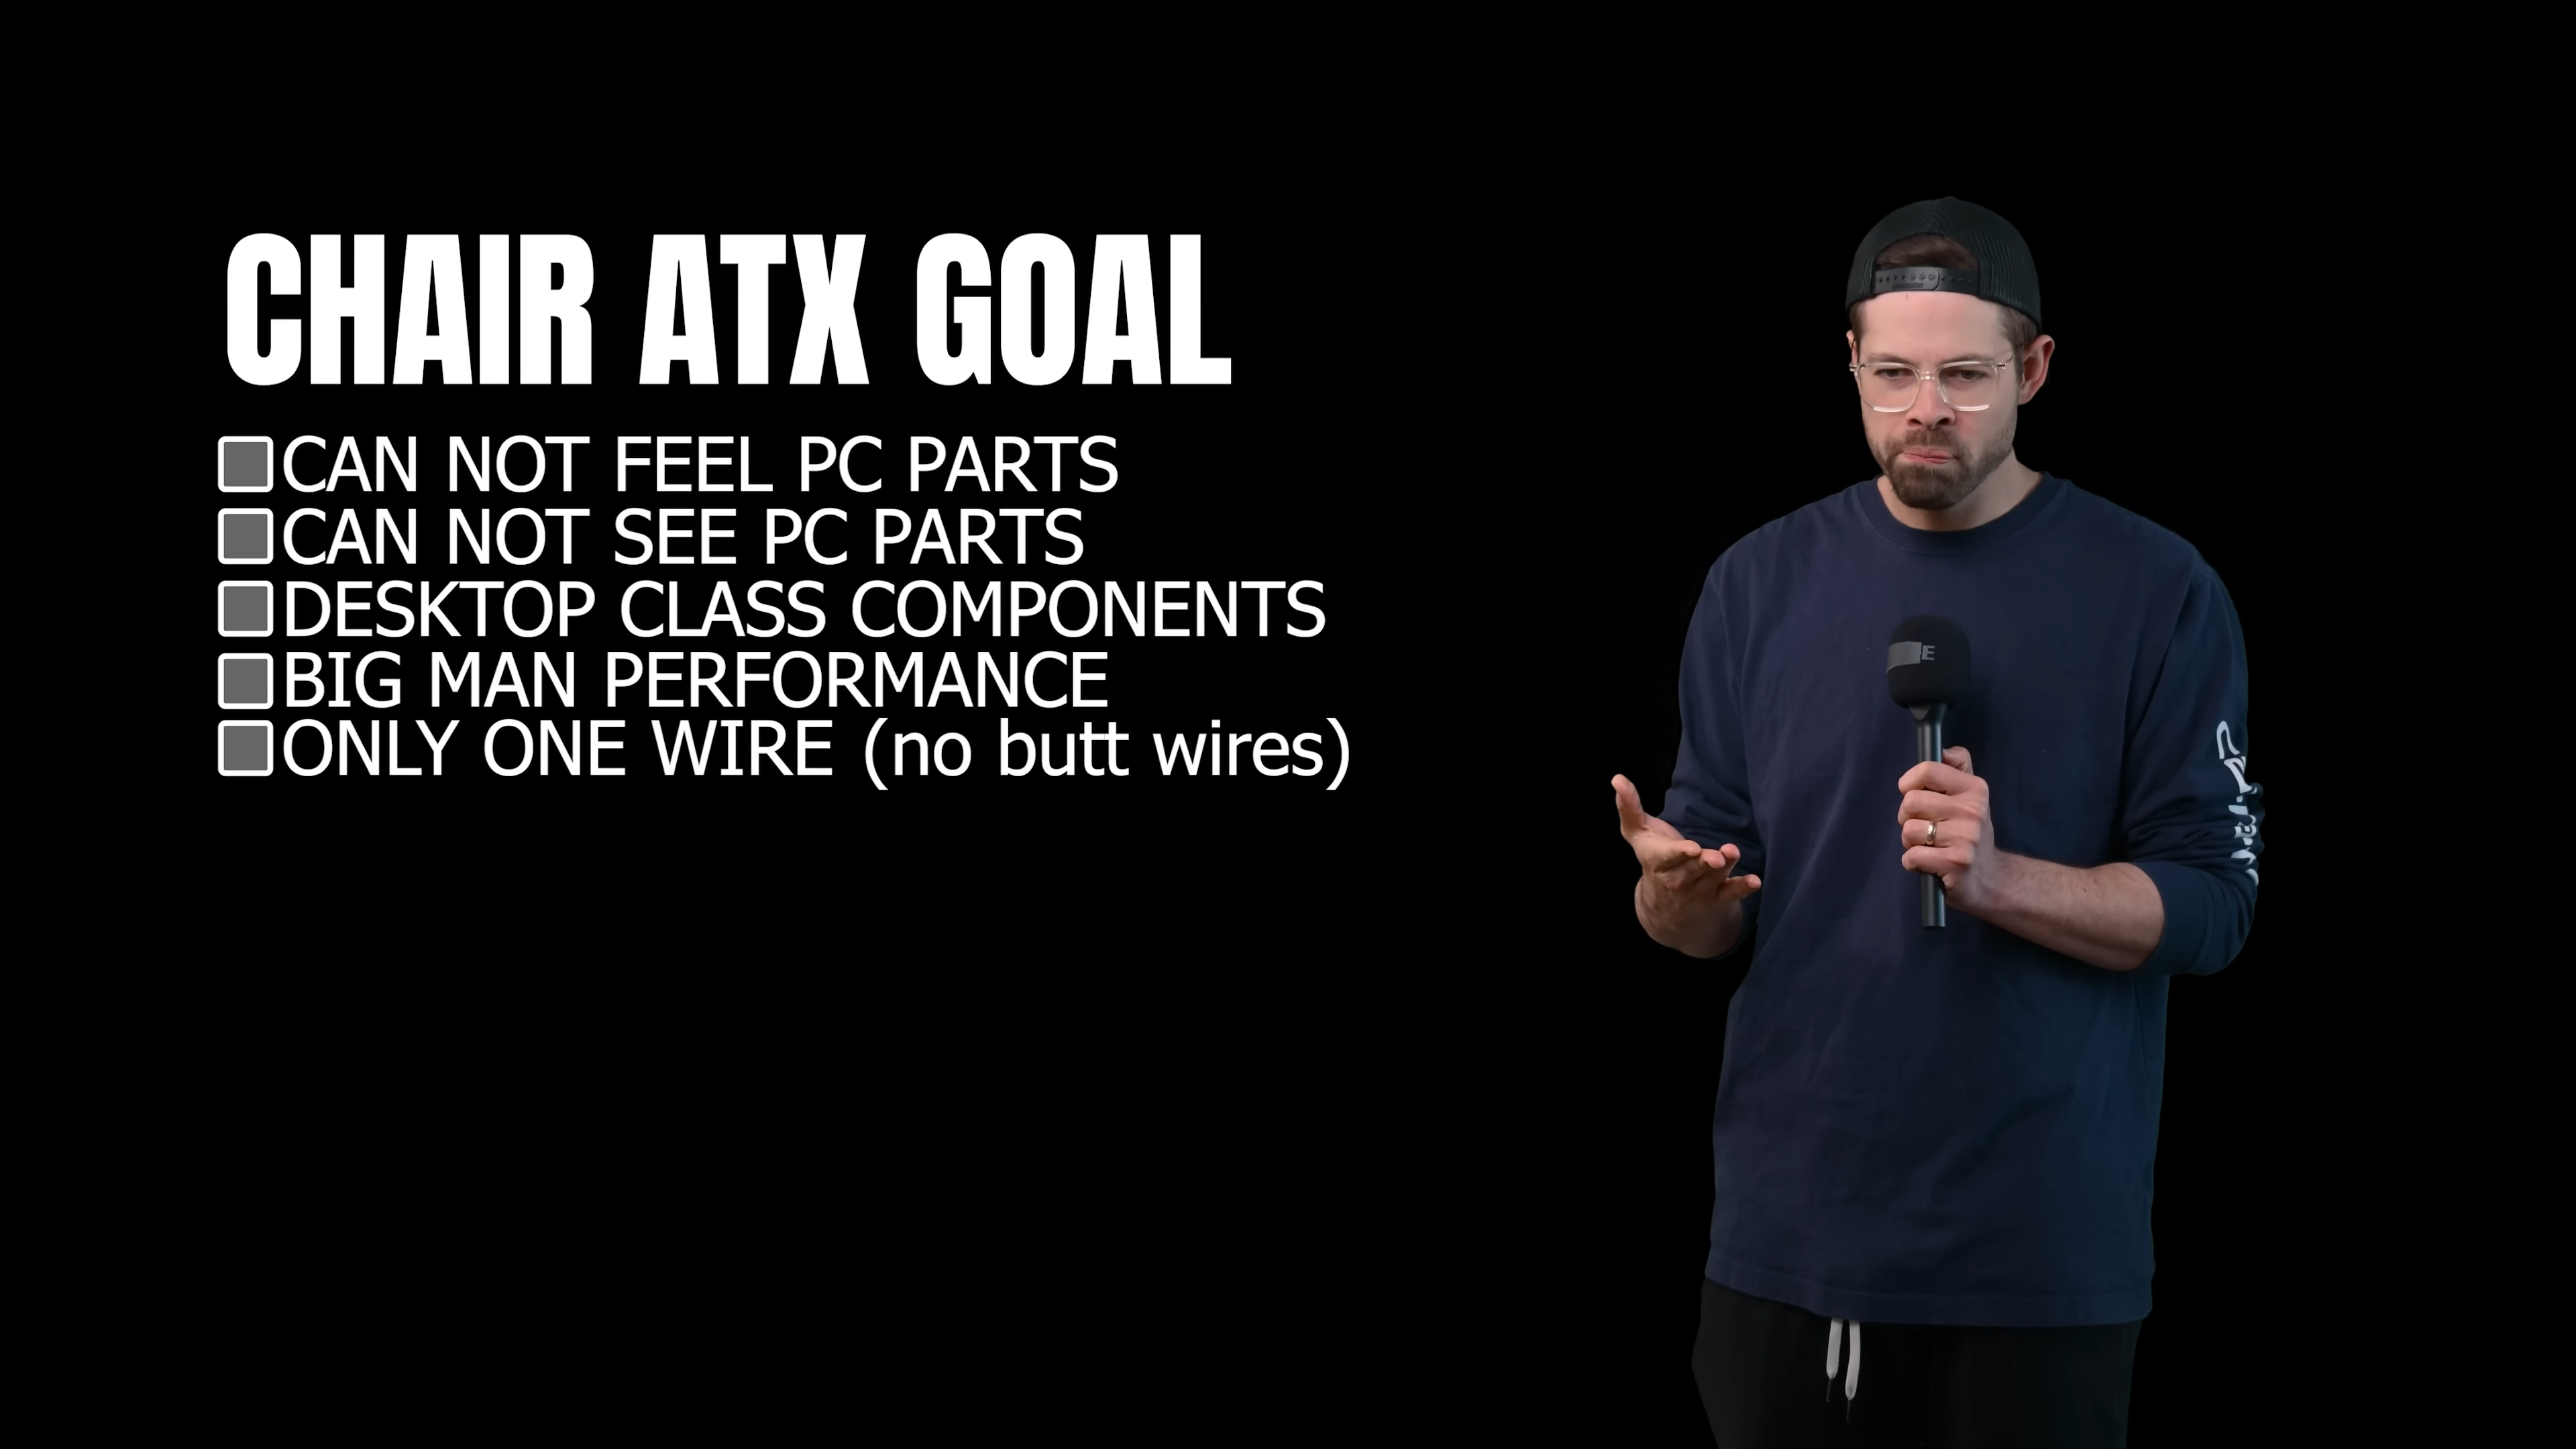 CHAIR ATX GOAL
CAN NOT FEEL PC PARTS
CAN NOT SEE PC PARTS
DESKTOP CLASS COMPONENTS
BIG MAN PERFORMANCE
ONLY ONE WIRE (no butt wires)
E